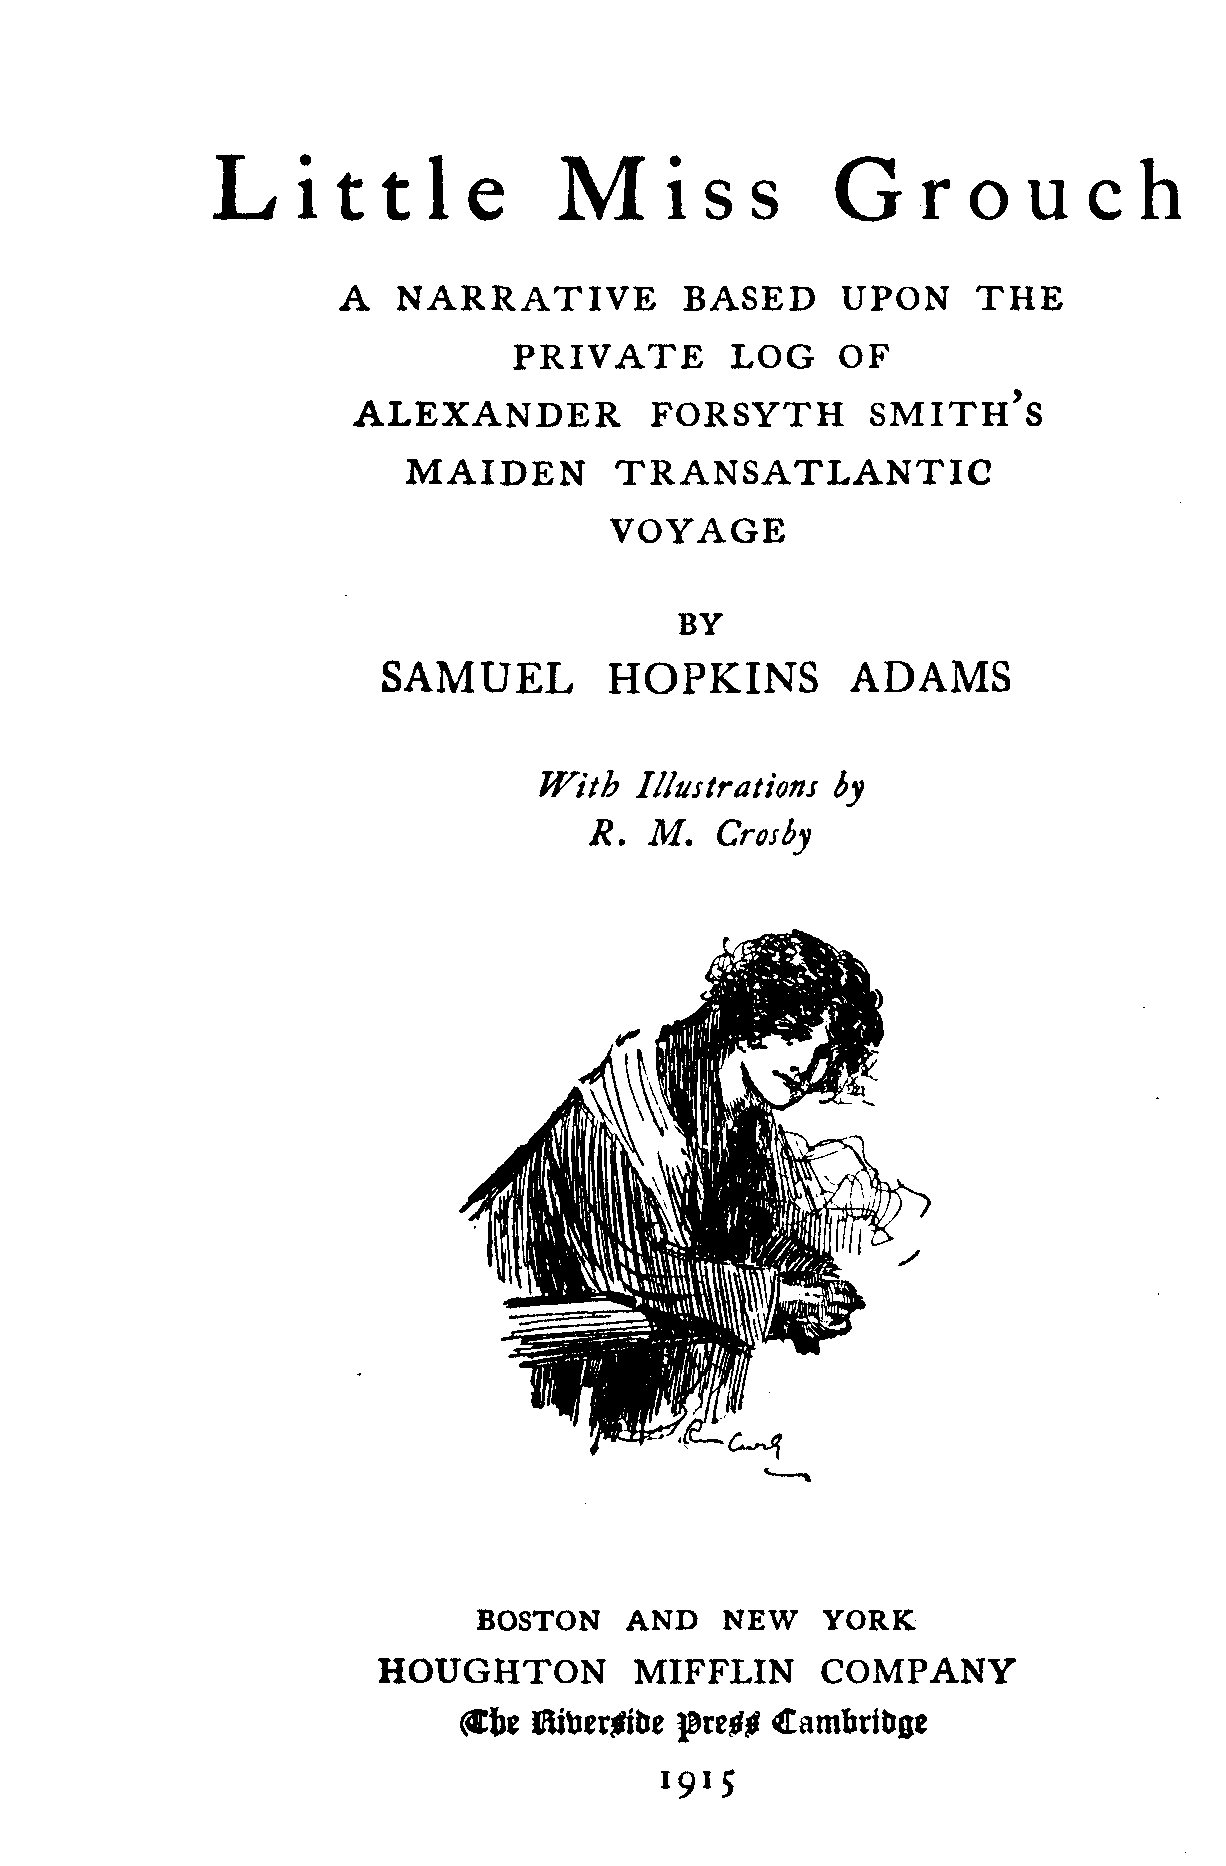 Little Miss Grouch
A NARRATIVE BASED UPON THE
PRIVATE LOG OF
ALEXANDER FORSYTH SMITH'S
MAIDEN TRANSATLANTIC
VOYAGE
BY
SAMUEL HOPKINS ADAMS
With Illustrations by
R. M. Crosby
BOSTON AND NEW YORK
HOUGHTON MIFFLIN COMPANY
The Riverside Press Cambridge
1915